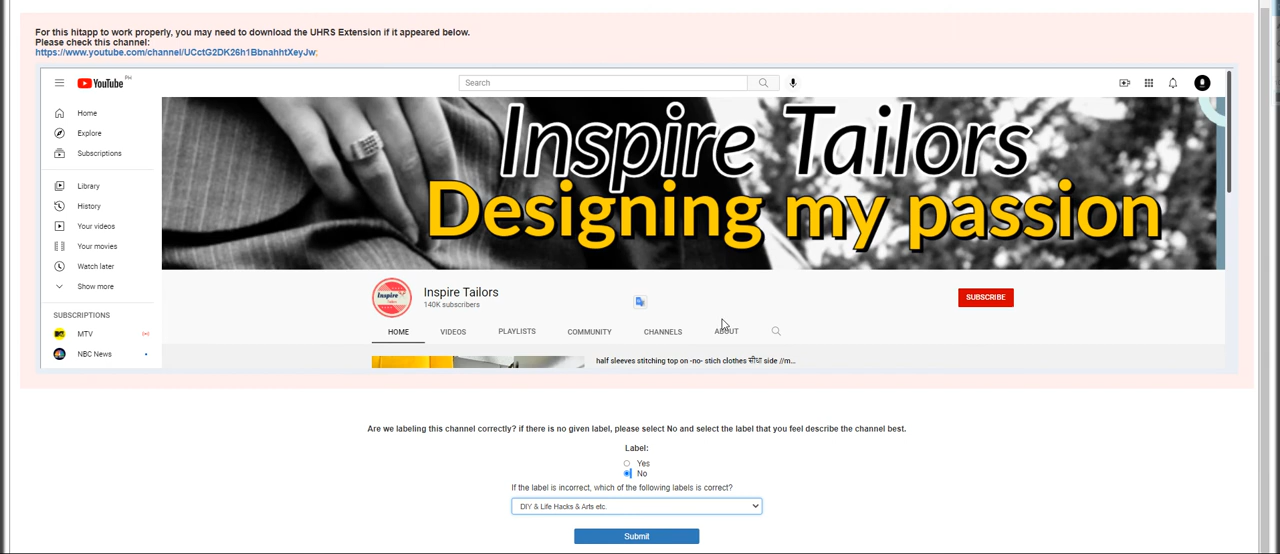 For this hitapp to work properly, you may need to download the UHRS Extension if it appeared below.
Please check this channel:
https://www.youtube.com/channel/UCctG2DK26h1BbnahhtXeyJw:
YouTube PH
Search
Home
Explore
Subscriptions
Library
History
Your videos
Your movies
Watch later
Show more
SUBSCRIPTIONS
MTV
NBC News
Inspire Tailors
Designing my passion
Inspire
Inspire Tailors
140K subscribers
SUBSCRIBE
HOME VIDEOS PLAYLISTS COMMUNITY CHANNELS ABOUT
half sleeves stitching top on -no- stich clothes सीधा side //m...
Are we labeling this channel correctly? if there is no given label, please select No and select the label that you feel describe the channel best.
Label:
Yes
No
If the label is incorrect, which of the following labels is correct?
DIY & Life Hacks & Arts etc.
Submit